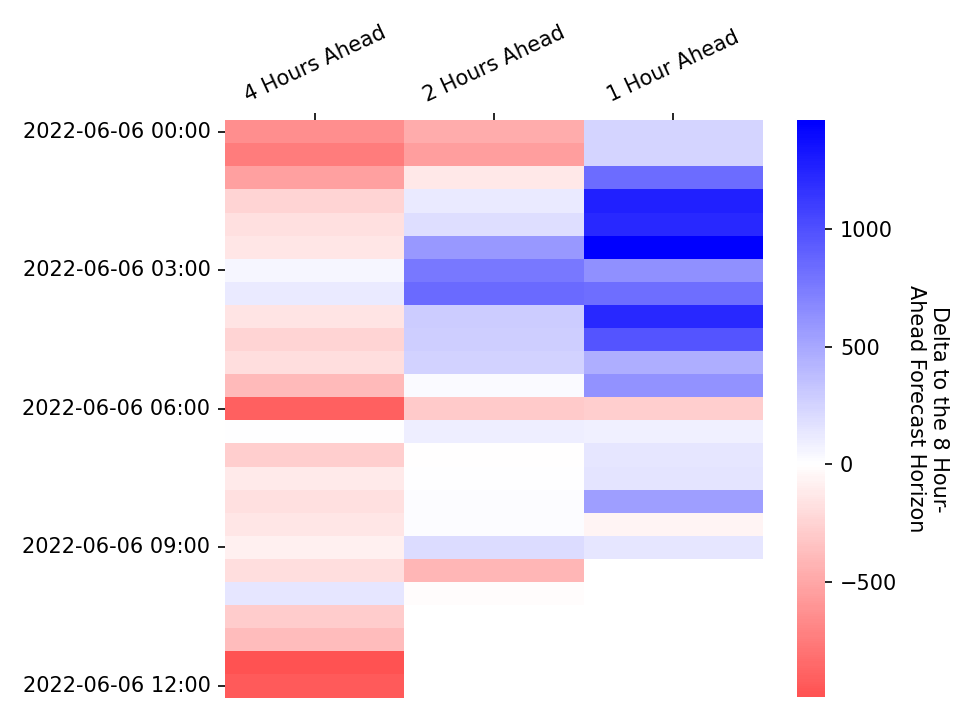 4 Hours Ahead
2 Hours Ahead
1 Hour Ahead
2022-06-06 00:00
2022-06-06 03:00
2022-06-06 06:00
2022-06-06 09:00
2022-06-06 12:00
1000
500
0
−500
Delta to the 8 Hour-
Ahead Forecast Horizon